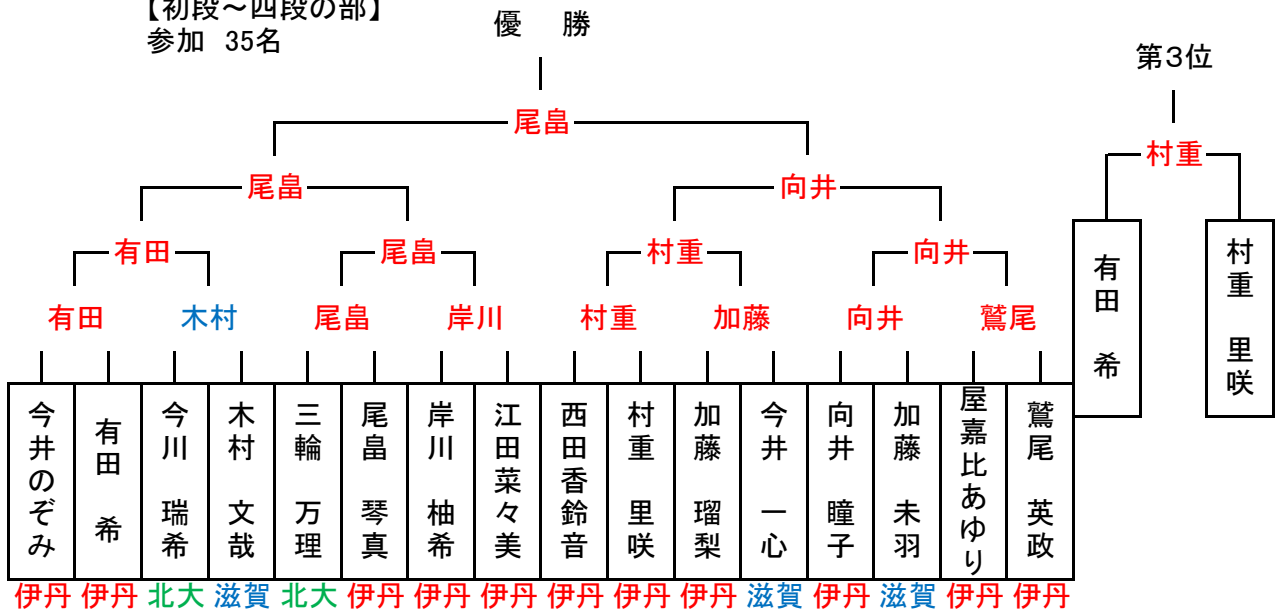 【初段～四段の部】
参加 35名
優 勝
第3位
尾畠
村重
尾畠
向井
有田
尾畠
村重
向井
有田
木村
尾畠
岸川
村重
加藤
向井
鷲尾
有田 希
村重 里咲
今井のぞみ
有田 希
今川 瑞希
木村 文哉
三輪 万理
尾畠 琴真
岸川 柚希
江田菜々美
西田香鈴音
村重 里咲
加藤 瑠梨
今井 一心
向井 瞳子
加藤 未羽
屋嘉比あゆり
鷲尾 英政
伊丹 伊丹 北大 滋賀 北大 伊丹 伊丹 伊丹 伊丹 伊丹 伊丹 滋賀 伊丹 滋賀 伊丹 伊丹